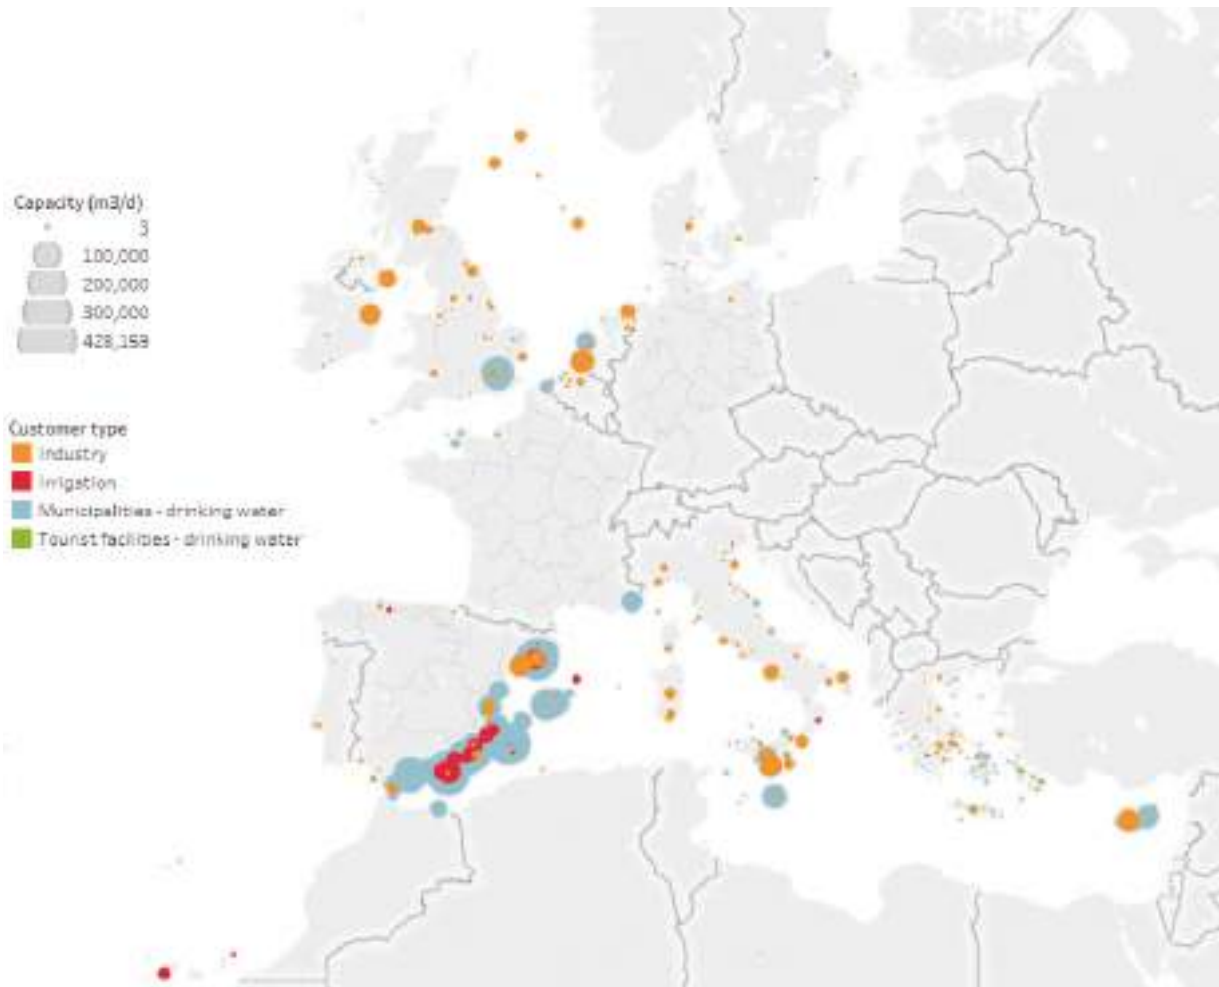 Capacity (m3/d)
3
100,000
200,000
300,000
428,159
Customer type
Industry
Irrigation
Municipalities - drinking water
Tourist facilities - drinking water